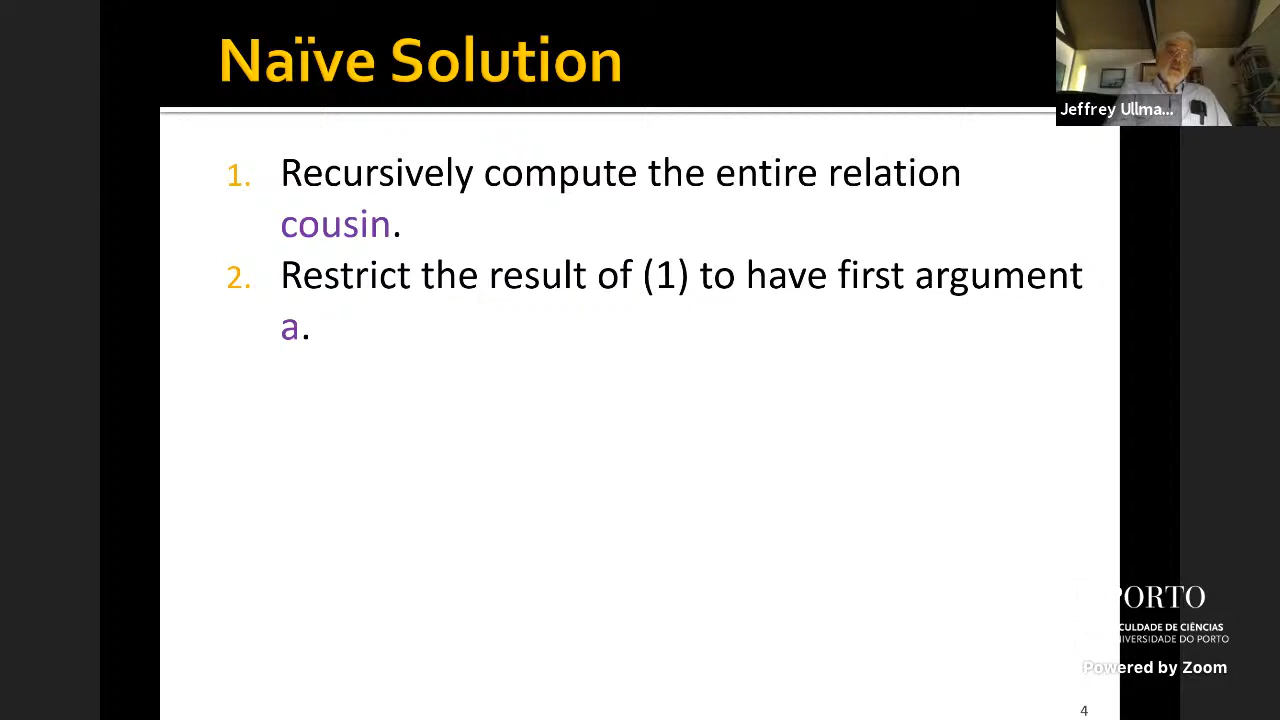 Naïve Solution
Jeffrey Ullma...
1. Recursively compute the entire relation
cousin.
2. Restrict the result of (1) to have first argument
a.
PORTO
CULDADE DE CIÊNCIAS
IVERSIDADE DO PORTO
Powered by Zoom
4